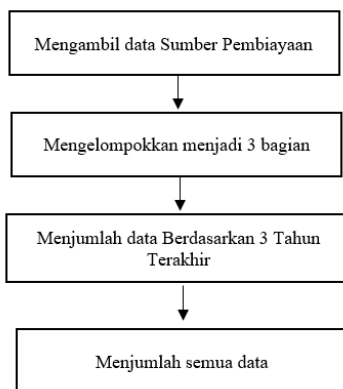 Mengambil data Sumber Pembiayaan
Mengelompokkan menjadi 3 bagian
Menjumlah data Berdasarkan 3 Tahun
Terakhir
Menjumlah semua data